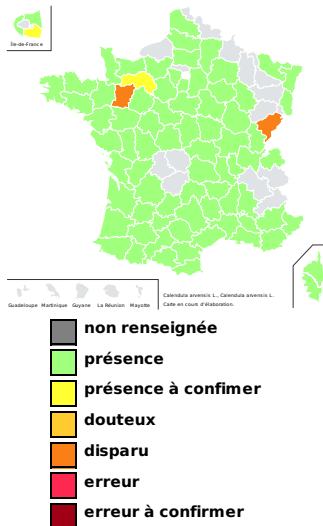 Île-de-France
Guadeloupe Martinique Guyane La Réunion Mayotte
Calendula arvensis L., Calendula arvensis L.
Carte en cours d'élaboration.
non renseignée
présence
présence à confimer
douteux
disparu
erreur
erreur à confirmer